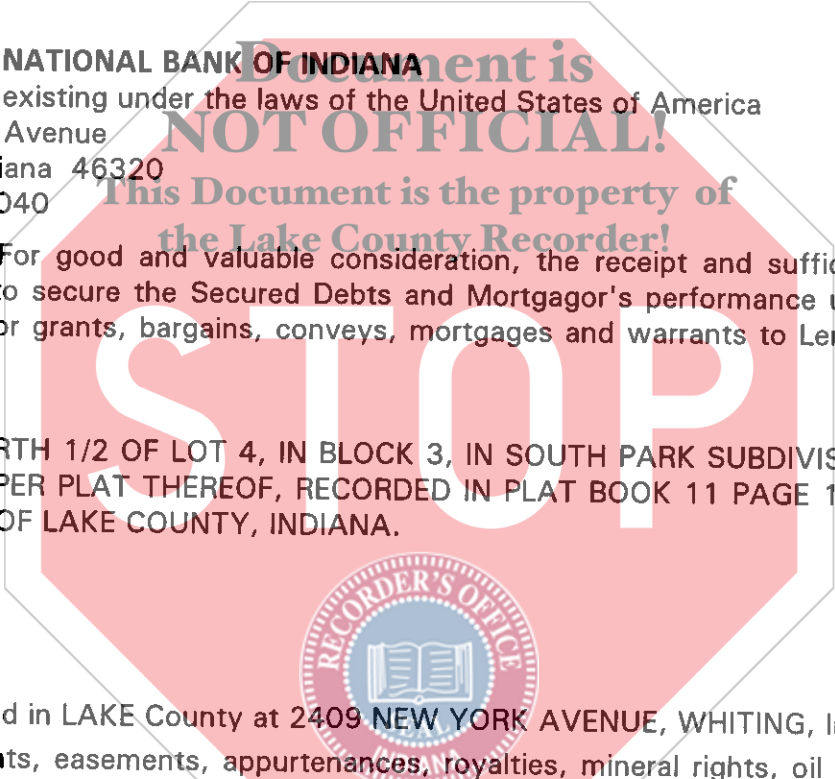 NATIONAL BANK OF INDIANA
Document is
existing under the laws of the United States of America
Avenue
NOT OFFICIAL!
iana 46320
This Document is the property of
040
the Lake County Recorder!
For good and valuable consideration, the receipt and suffic
o secure the Secured Debts and Mortgagor's performance u
or grants, bargains, conveys, mortgages and warrants to Len
STOP
RTH 1/2 OF LOT 4, IN BLOCK 3, IN SOUTH PARK SUBDIVIS
PER PLAT THEREOF, RECORDED IN PLAT BOOK 11 PAGE 1
OF LAKE COUNTY, INDIANA.
RECORDER'S OFFICE
SEAL
INDIANA
d in LAKE County at 2409 NEW YORK AVENUE, WHITING, I
ts, easements, appurtenances, royalties, mineral rights, oil